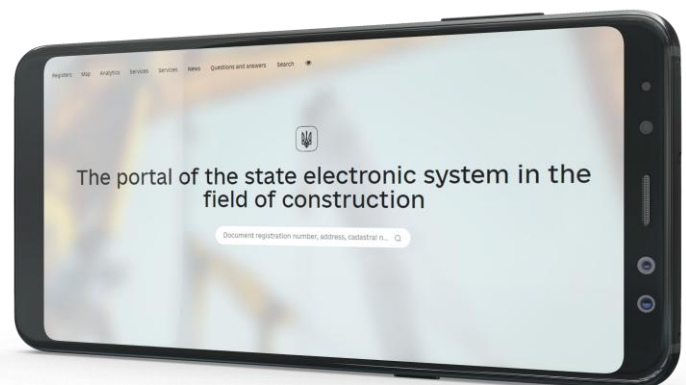 Registers Map Analytics Services Services News Questions and answers Search
The portal of the state electronic system in the
field of construction
Document registration number, address, cadastral n...